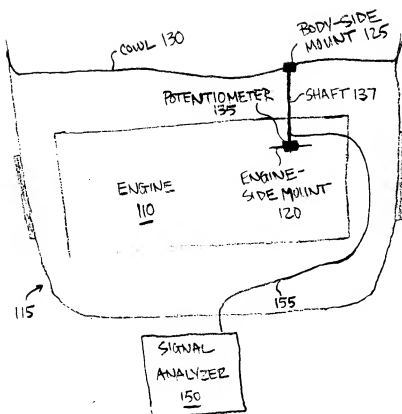 COWL 130
BODY-SIDE
MOUNT 125
SHAFT 137
POTENTIOMETER
135
ENGINE
110
ENGINE-
SIDE MOUNT
120
115
155
SIGNAL
ANALYZER
150